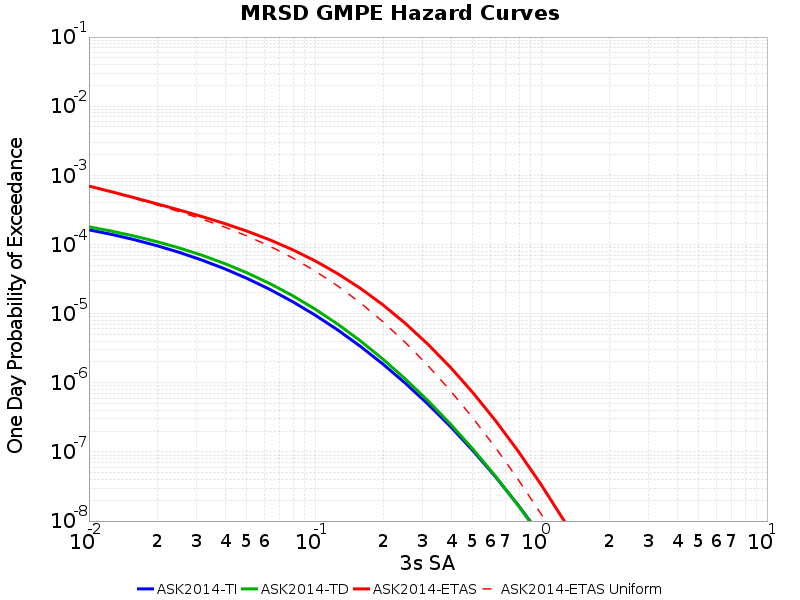 MRSD GMPE Hazard Curves
One Day Probability of Exceedance
10^-1
10^-2
10^-3
10^-4
10^-5
10^-6
10^-7
10^-8
10^-2 2 3 4 5 6 10^-1 2 3 4 5 6 7 10^0 2 3 4 5 6 7 10^1
3s SA
ASK2014-TI ASK2014-TD ASK2014-ETAS ASK2014-ETAS Uniform